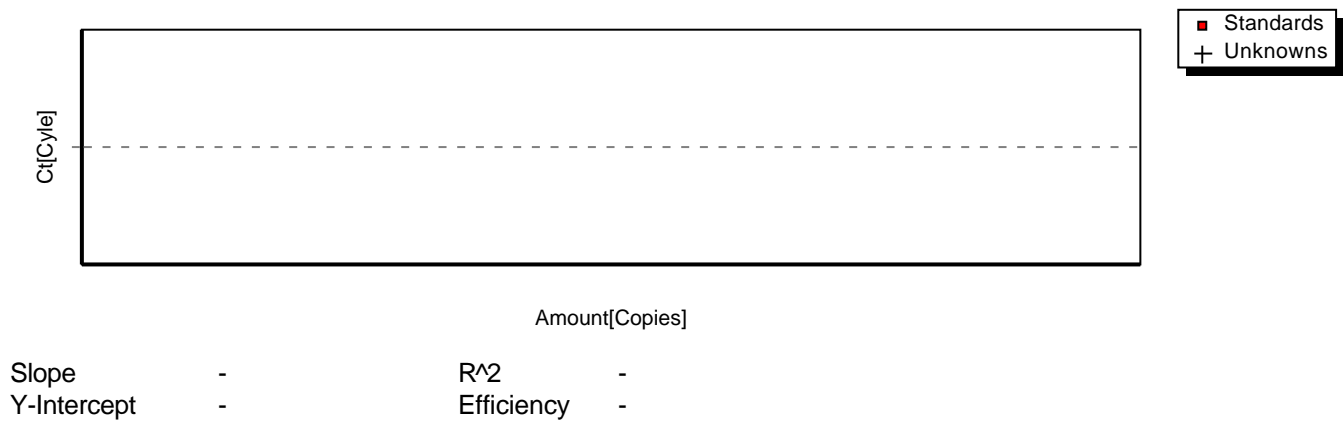 Standards
Unknowns
Ct[Cyle]
Amount[Copies]
Slope - R^2 -
Y-Intercept - Efficiency -